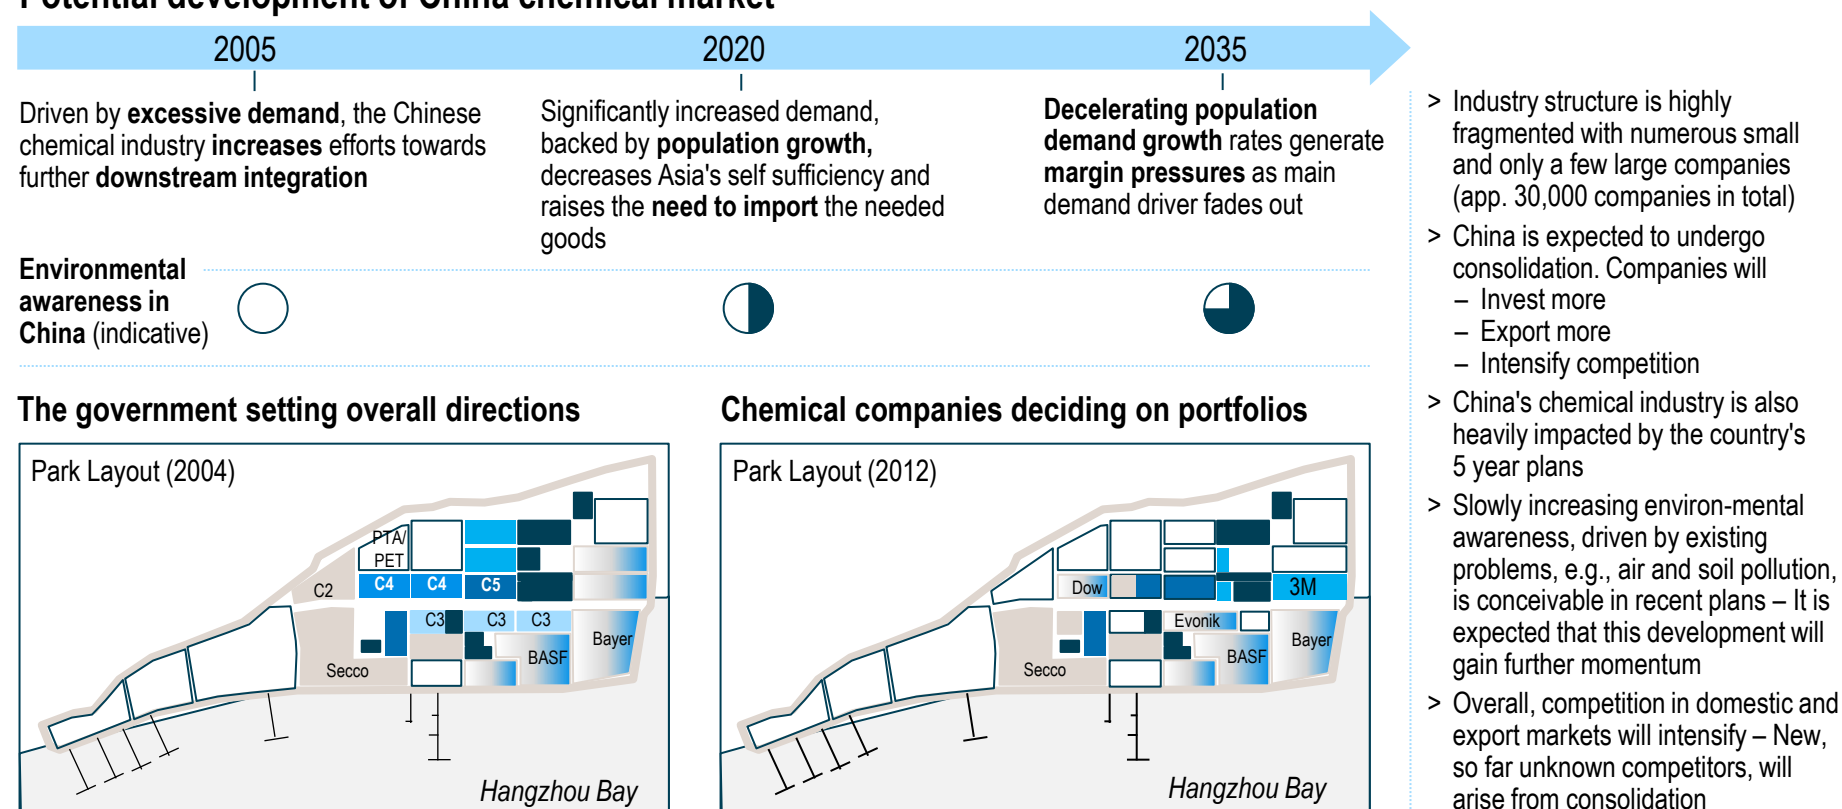 Potential development of China chemical market
2005
2020
2035
Driven by excessive demand, the Chinese
chemical industry increases efforts towards
further downstream integration
Significantly increased demand,
backed by population growth,
decreases Asia's self sufficiency and
raises the need to import the needed
goods
Decelerating population
demand growth rates generate
margin pressures as main
demand driver fades out
Environmental
awareness in
China (indicative)
The government setting overall directions
Park Layout (2004)
PTA/
PET
C2
C4
C4
C5
C3
C3
C3
Bayer
BASF
Secco
Hangzhou Bay
Chemical companies deciding on portfolios
Park Layout (2012)
Dow
3M
Evonik
Bayer
BASF
Secco
Hangzhou Bay
> Industry structure is highly
fragmented with numerous small
and only a few large companies
(app. 30,000 companies in total)
> China is expected to undergo
consolidation. Companies will
– Invest more
– Export more
– Intensify competition
> China's chemical industry is also
heavily impacted by the country's
5 year plans
> Slowly increasing environ-mental
awareness, driven by existing
problems, e.g., air and soil pollution,
is conceivable in recent plans – It is
expected that this development will
gain further momentum
> Overall, competition in domestic and
export markets will intensify – New,
so far unknown competitors, will
arise from consolidation